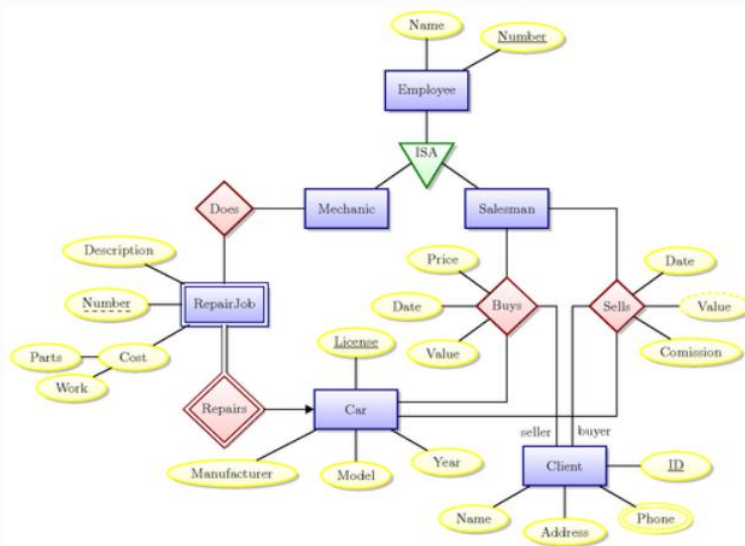 Name
Number
Employee
ISA
Does
Mechanic
Salesman
Description
Price
Date
Number
RepairJob
Date
Buys
Sells
Value
License
Value
Comission
Parts
Cost
Work
Repairs
Car
seller
buyer
Manufacturer
Model
Year
Client
ID
Name
Address
Phone